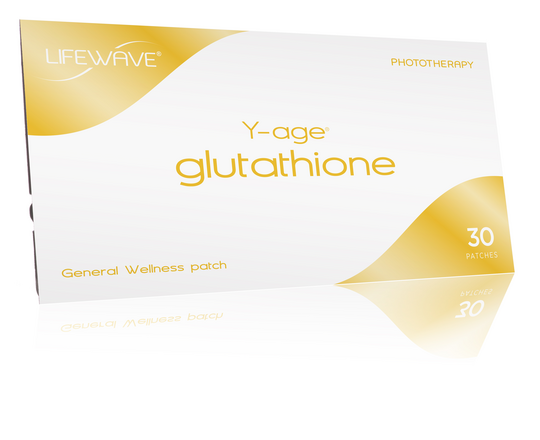 LIFEWAVE®
PHOTOTHERAPY
Y-age®
glutathione
30
PATCHES
General Wellness patch